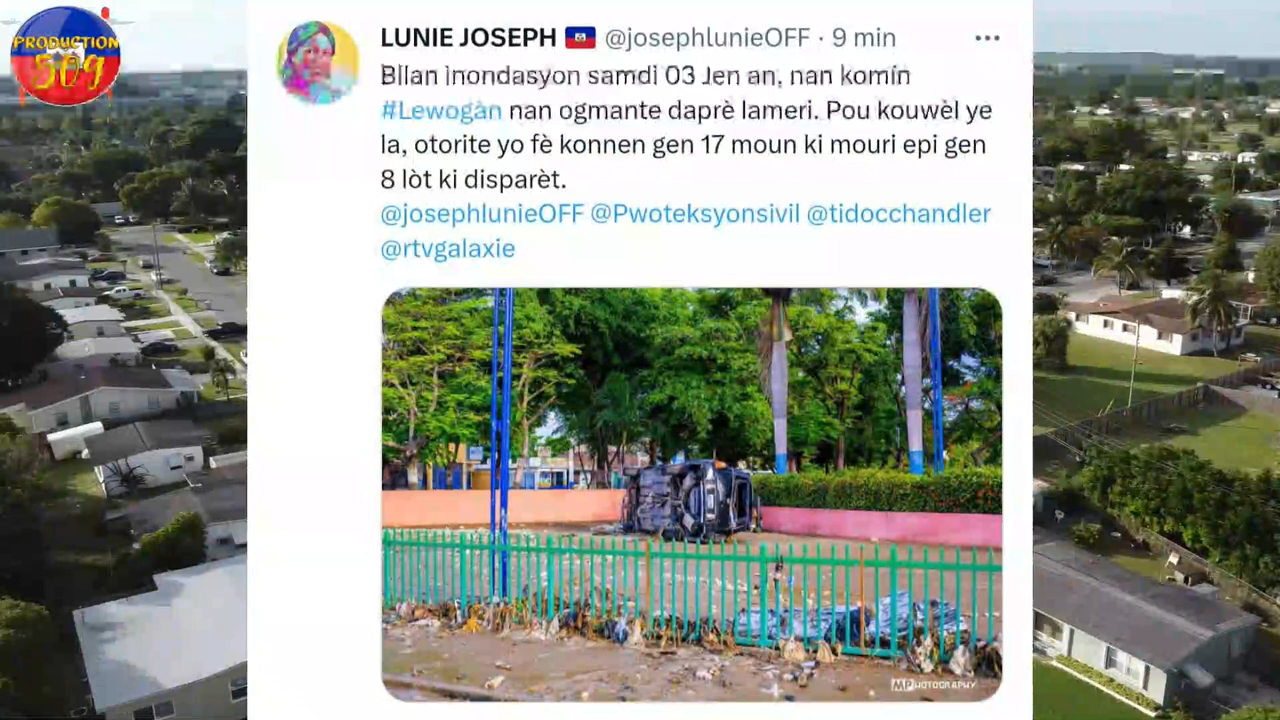 PRODUCTION
509
LUNIE JOSEPH @josephlunieOFF · 9 min
Bilan inondasyon samdi 03 Jen an, nan komin
#Lewogàn nan ogmante daprè lameri. Pou kouwèl ye
la, otorite yo fè konnen gen 17 moun ki mouri epi gen
8 lòt ki disparèt.
@josephlunieOFF @Pwoteksyonsivil @tidocchandler
@rtvgalaxie
MPHOTOGRAPHY